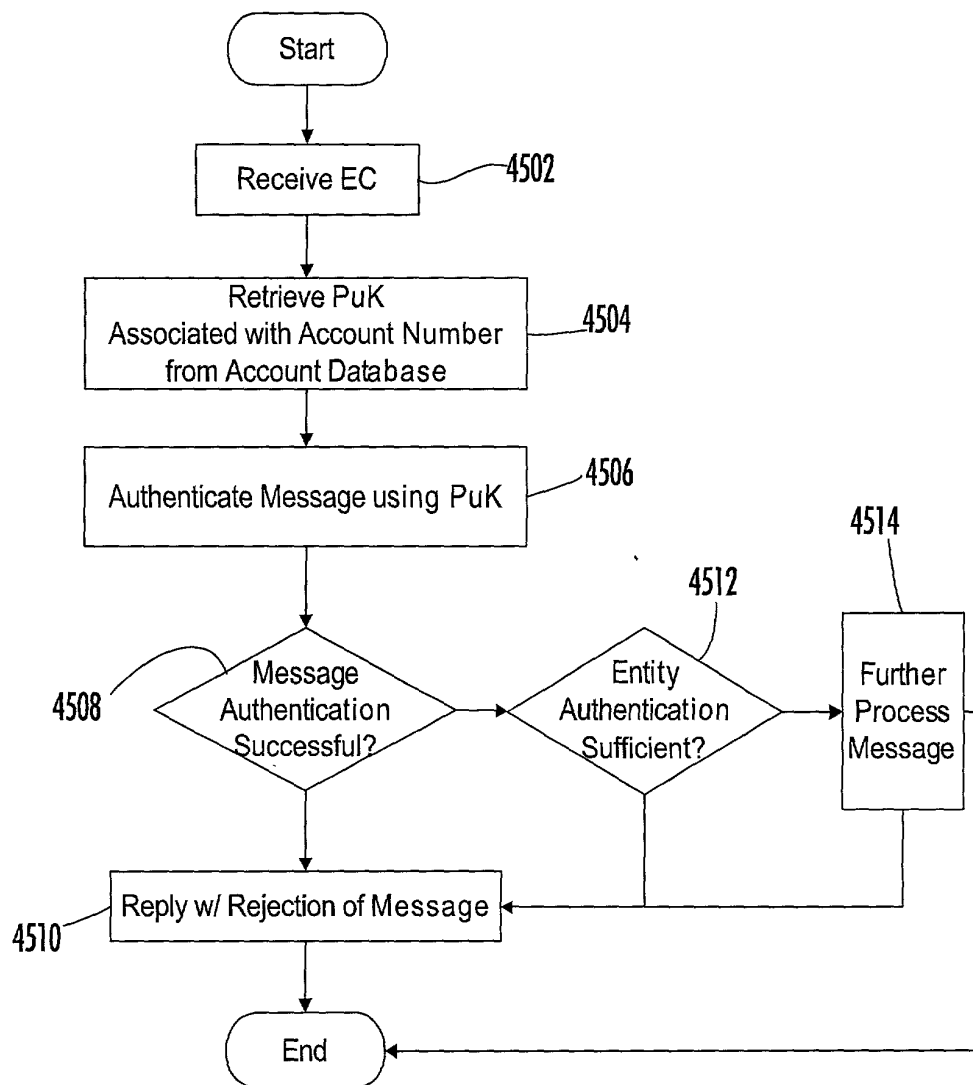 Start
Receive EC
4502
Retrieve PuK
Associated with Account Number
from Account Database
4504
Authenticate Message using PuK
4506
Message
Authentication
Successful?
4508
Entity
Authentication
Sufficient?
4512
Further
Process
Message
4514
Reply w/ Rejection of Message
4510
End